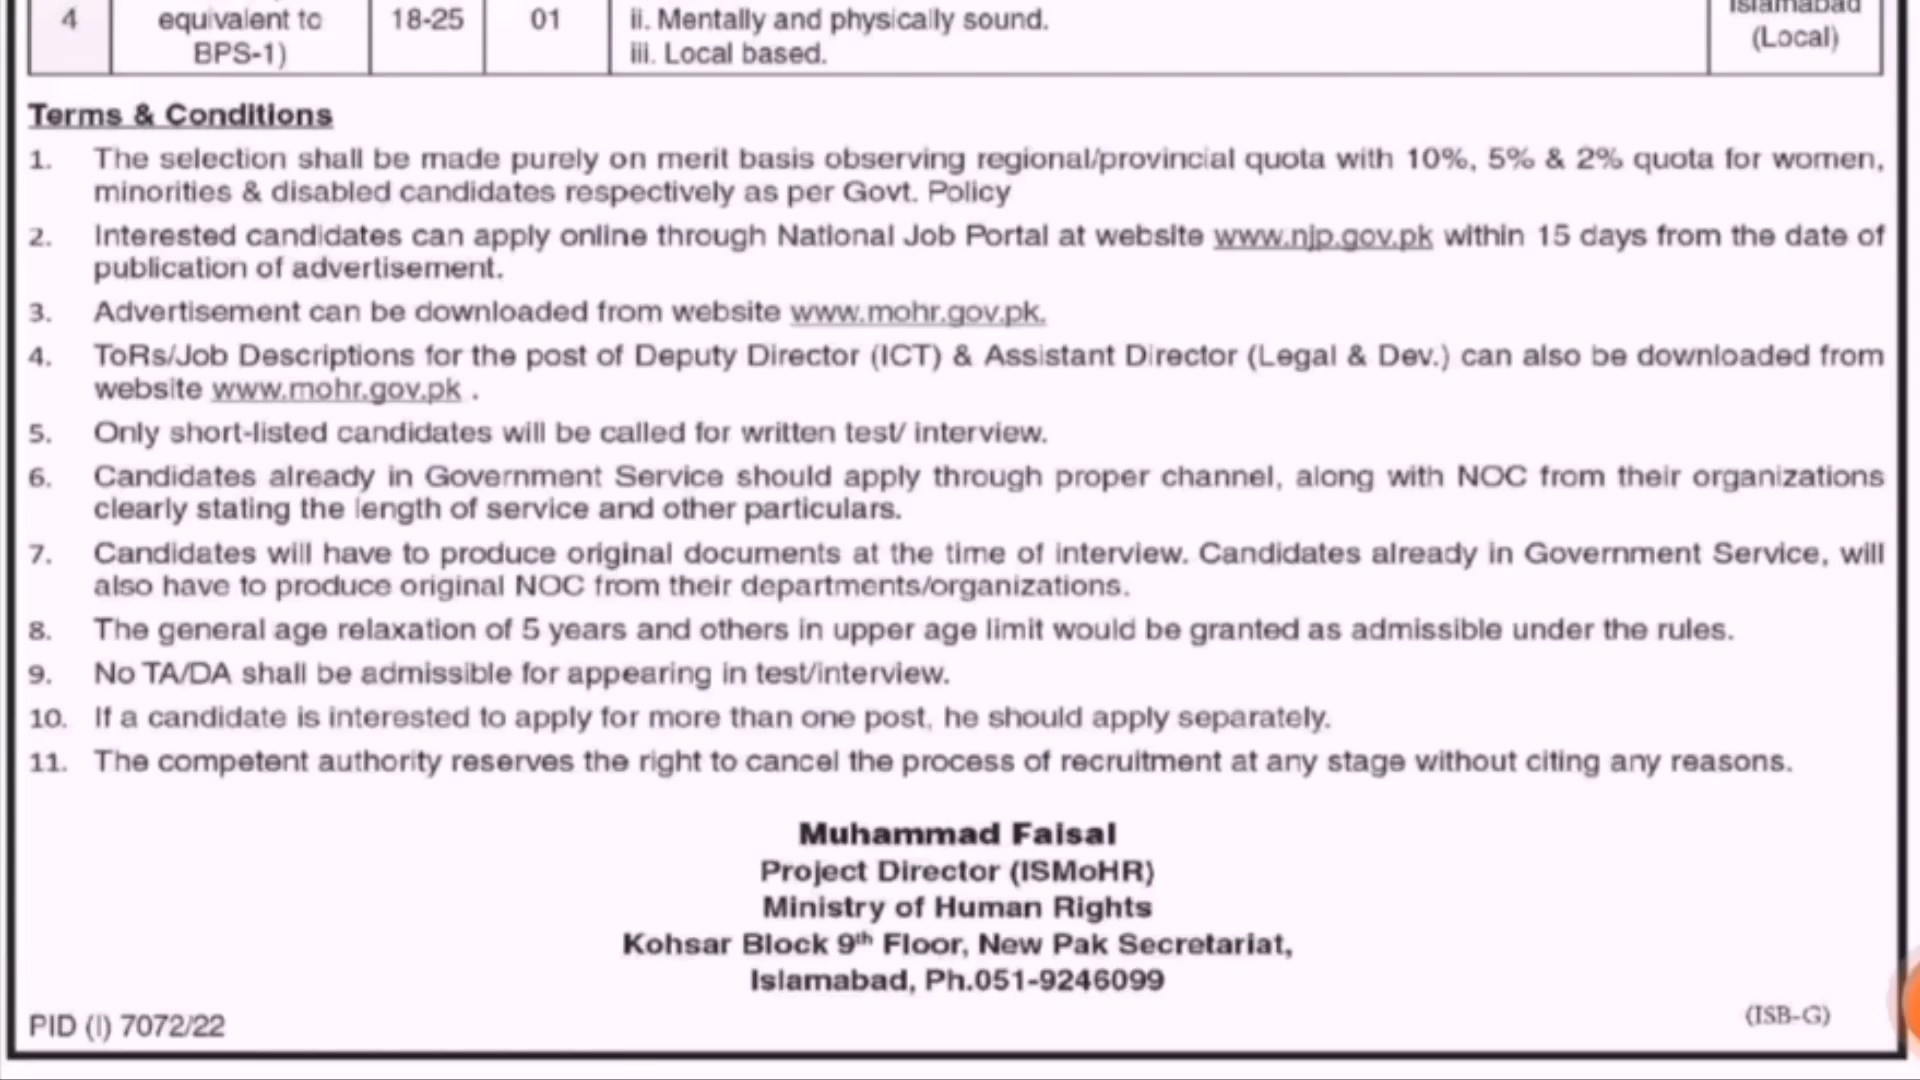 4
equivalent to
BPS-1)
18-25
01
ii. Mentally and physically sound.
iii. Local based.
Islamabad
(Local)
Terms & Conditions
1. The selection shall be made purely on merit basis observing regional/provincial quota with 10%, 5% & 2% quota for women,
minorities & disabled candidates respectively as per Govt. Policy
2. Interested candidates can apply online through National Job Portal at website www.njp.gov.pk within 15 days from the date of
publication of advertisement.
3. Advertisement can be downloaded from website www.mohr.gov.pk.
4. ToRs/Job Descriptions for the post of Deputy Director (ICT) & Assistant Director (Legal & Dev.) can also be downloaded from
website www.mohr.gov.pk .
5. Only short-listed candidates will be called for written test/ interview.
6. Candidates already in Government Service should apply through proper channel, along with NOC from their organizations
clearly stating the length of service and other particulars.
7. Candidates will have to produce original documents at the time of interview. Candidates already in Government Service, will
also have to produce original NOC from their departments/organizations.
8. The general age relaxation of 5 years and others in upper age limit would be granted as admissible under the rules.
9. No TA/DA shall be admissible for appearing in test/interview.
10. If a candidate is interested to apply for more than one post, he should apply separately.
11. The competent authority reserves the right to cancel the process of recruitment at any stage without citing any reasons.
Muhammad Faisal
Project Director (ISMoHR)
Ministry of Human Rights
Kohsar Block 9th Floor, New Pak Secretariat,
Islamabad, Ph.051-9246099
PID (I) 7072/22
(ISB-G)